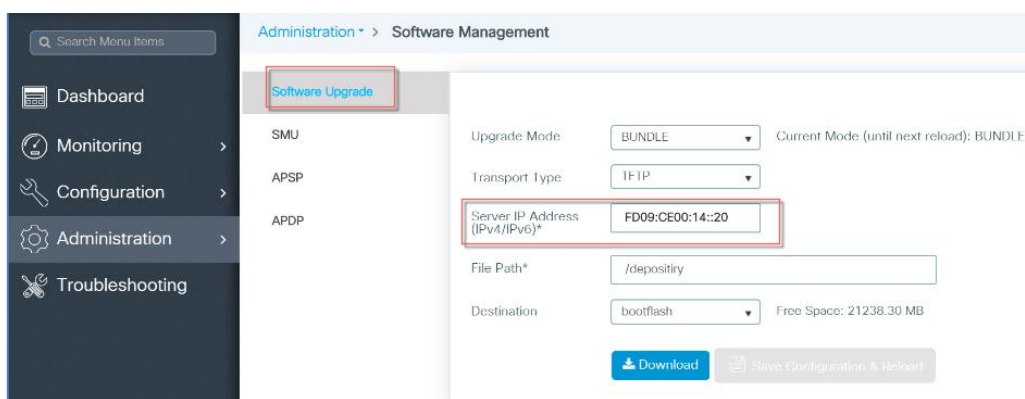 Search Menu Items
Administration > Software Management
Dashboard
Monitoring >
Configuration >
Administration >
Troubleshooting
Software Upgrade
SMU
APSP
APDP
Upgrade Mode BUNDLE Current Mode (until next reload): BUNDLE
Transport Type TFTP
Server IP Address
(IPv4/IPv6)* FD09:CE00:14::20
File Path* /depositiry
Destination bootflash Free Space: 21238.30 MB
Download Save Configuration & Reload